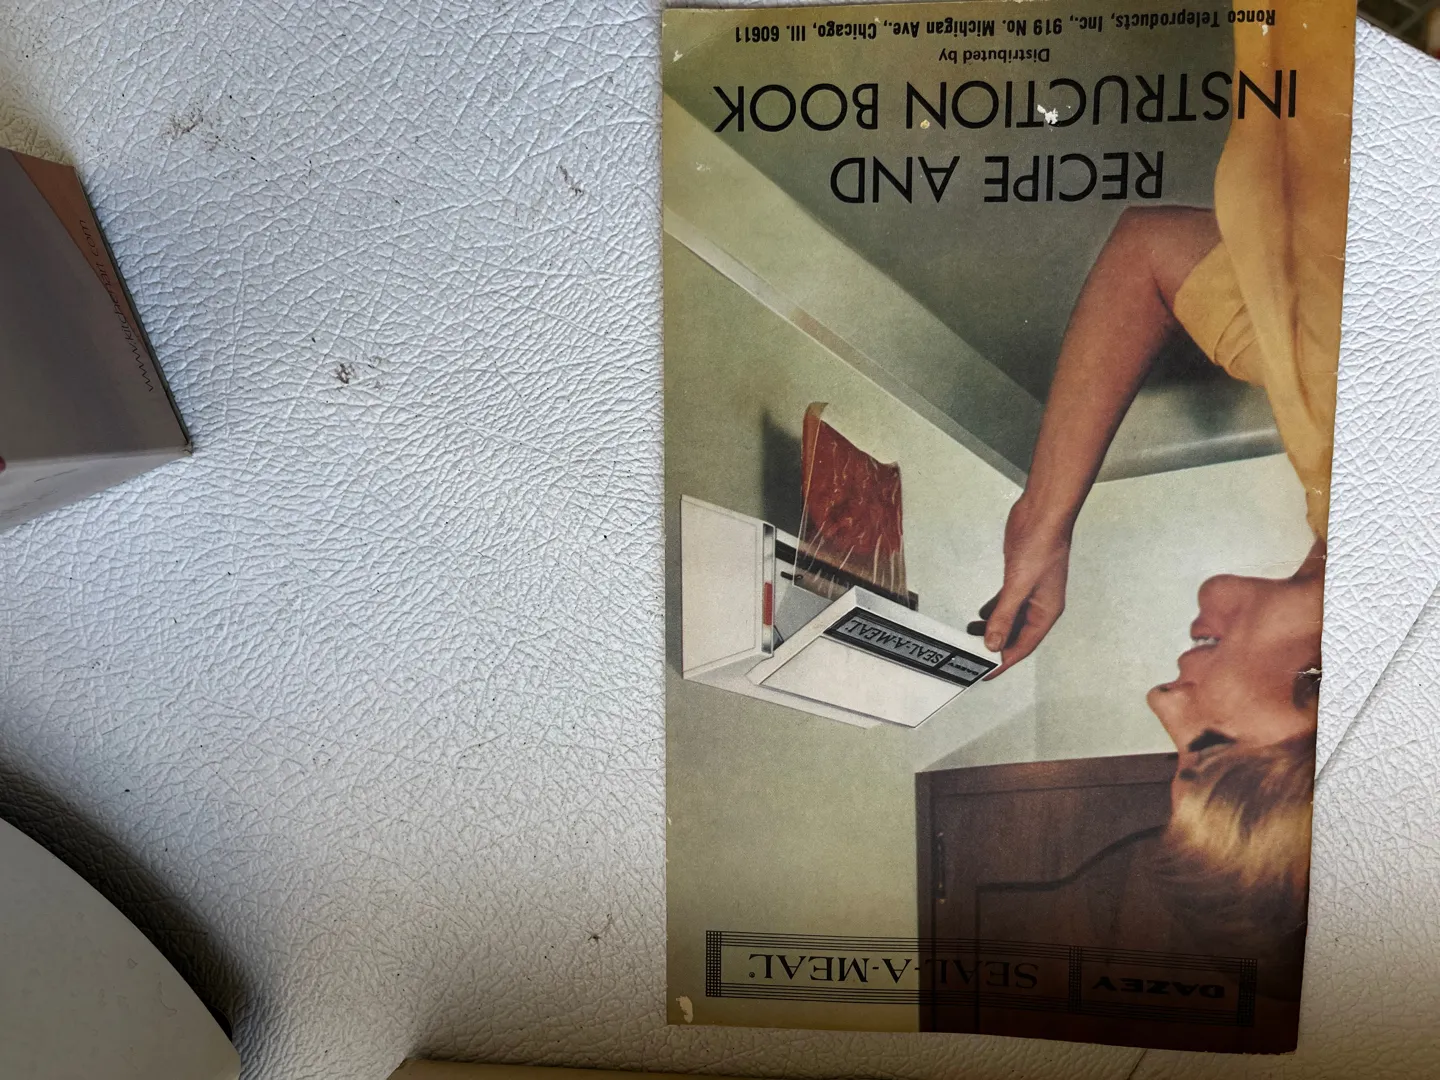 DAZEY SEAL-A-MEAL®
DAZEY SEAL-A-MEAL®
RECIPE AND
INSTRUCTION BOOK
Distributed by
Ronco Teleproducts, Inc., 919 No. Michigan Ave., Chicago, Ill. 60611